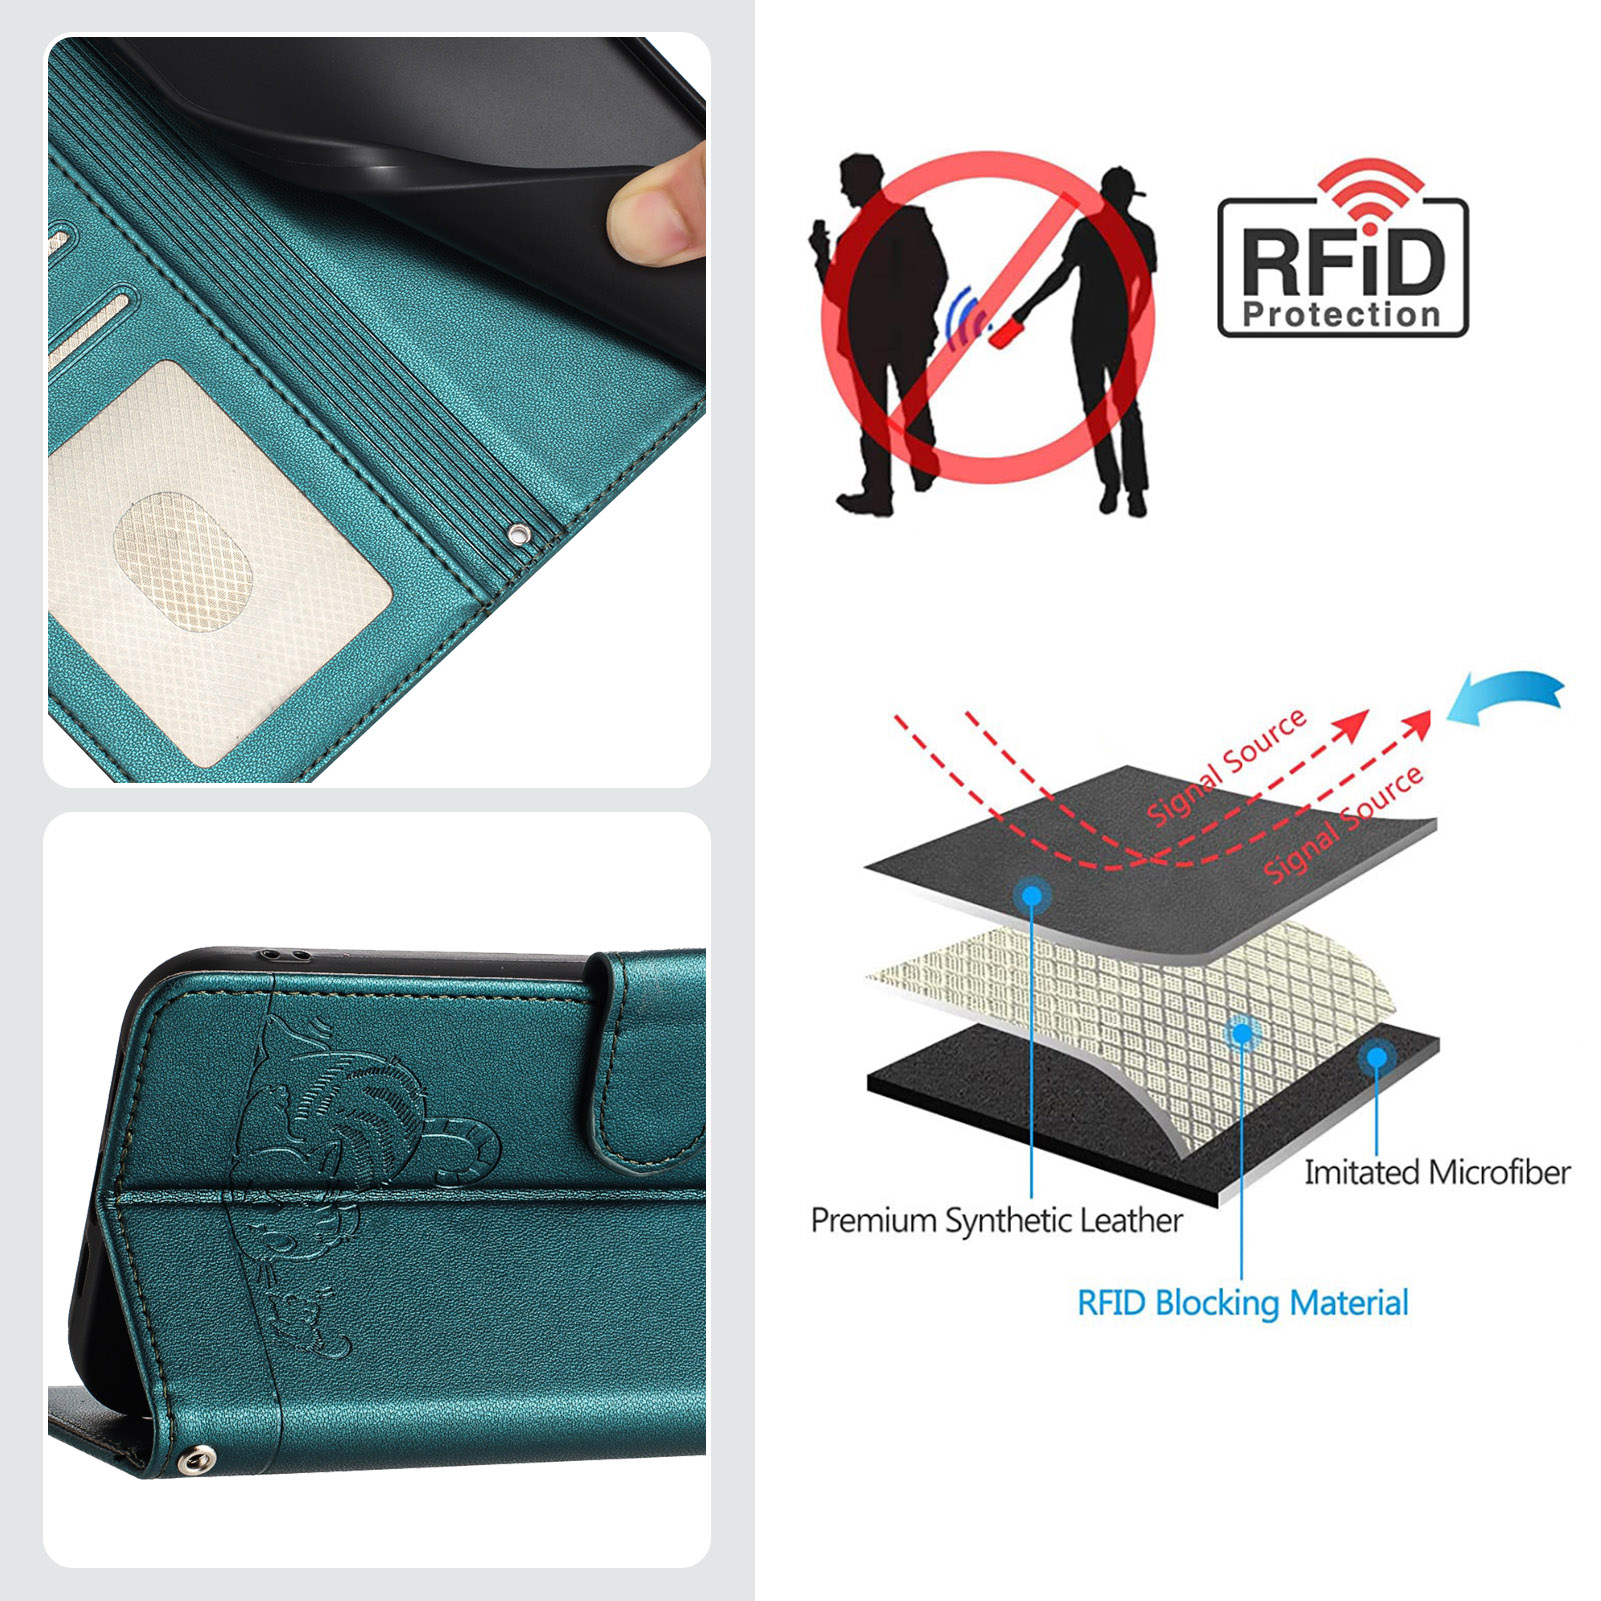 RFiD
Protection
Signal Source
Signal Source
Imitated Microfiber
Premium Synthetic Leather
RFID Blocking Material